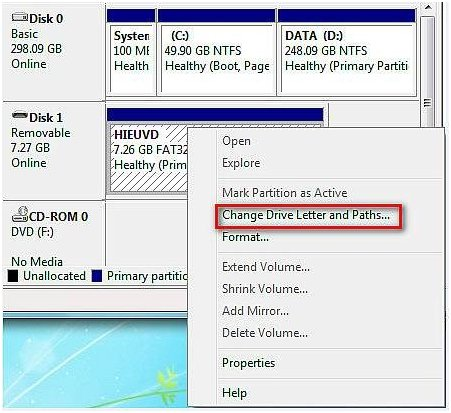 Disk 0
Basic
298.09 GB
Online
System
100 MB
Health
(C:)
49.90 GB NTFS
Healthy (Boot, Page
DATA (D:)
248.09 GB NTFS
Healthy (Primary Partiti
Disk 1
Removable
7.27 GB
Online
HIEUVD
7.26 GB FAT32
Healthy (Prim
CD-ROM 0
DVD (F:)
No Media
Unallocated
Primary partitio
Open
Explore
Mark Partition as Active
Change Drive Letter and Paths...
Format...
Extend Volume...
Shrink Volume...
Add Mirror...
Delete Volume...
Properties
Help